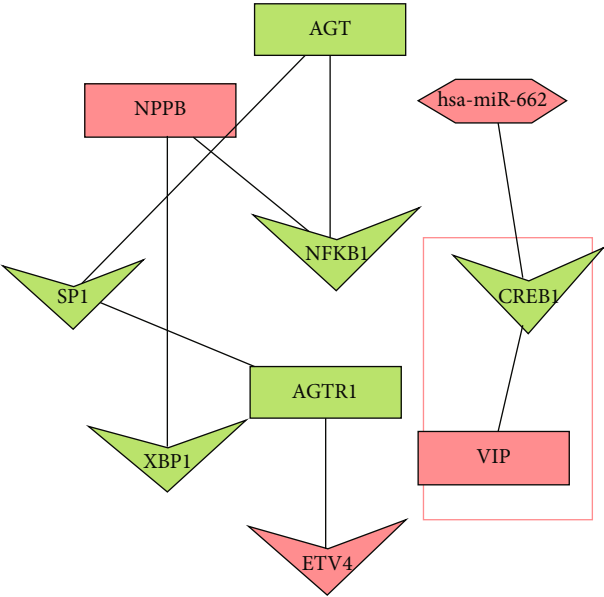 AGT
NPPB
hsa-miR-662
NFKB1
SP1
CREB1
AGTR1
XBP1
VIP
ETV4